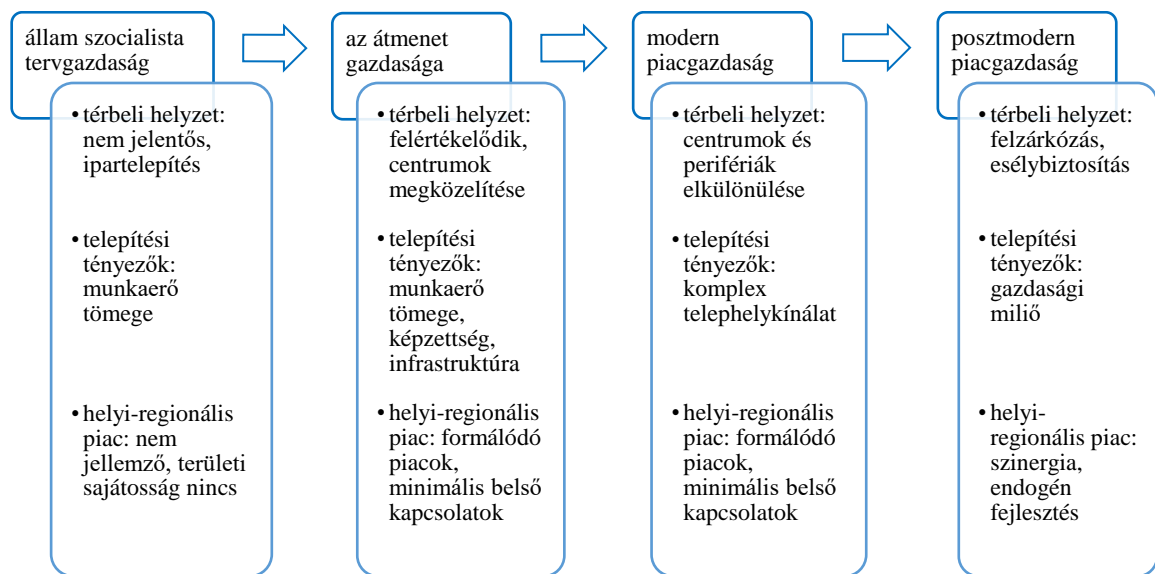 állam szocialista
tervgazdaság
• térbeli helyzet:
nem jelentős,
ipartelepítés
• telepítési
tényezők:
munkaerő
tömege
• helyi-regionális
piac: nem
jellemző, területi
sajátosság nincs
az átmenet
gazdasága
• térbeli helyzet:
felértékelődik,
centrumok
megközelítése
• telepítési
tényezők:
munkaerő
tömege,
képzettség,
infrastruktúra
• helyi-regionális
piac: formálódó
piacok,
minimális belső
kapcsolatok
modern
piacgazdaság
• térbeli helyzet:
centrumok és
perifériák
elkülönülése
• telepítési
tényezők:
komplex
telephelykínálat
• helyi-regionális
piac: formálódó
piacok,
minimális belső
kapcsolatok
posztmodern
piacgazdaság
• térbeli helyzet:
felzárkózás,
esélybiztosítás
• telepítési
tényezők:
gazdasági
miliő
• helyi-
regionális piac:
szinergia,
endogén
fejlesztés